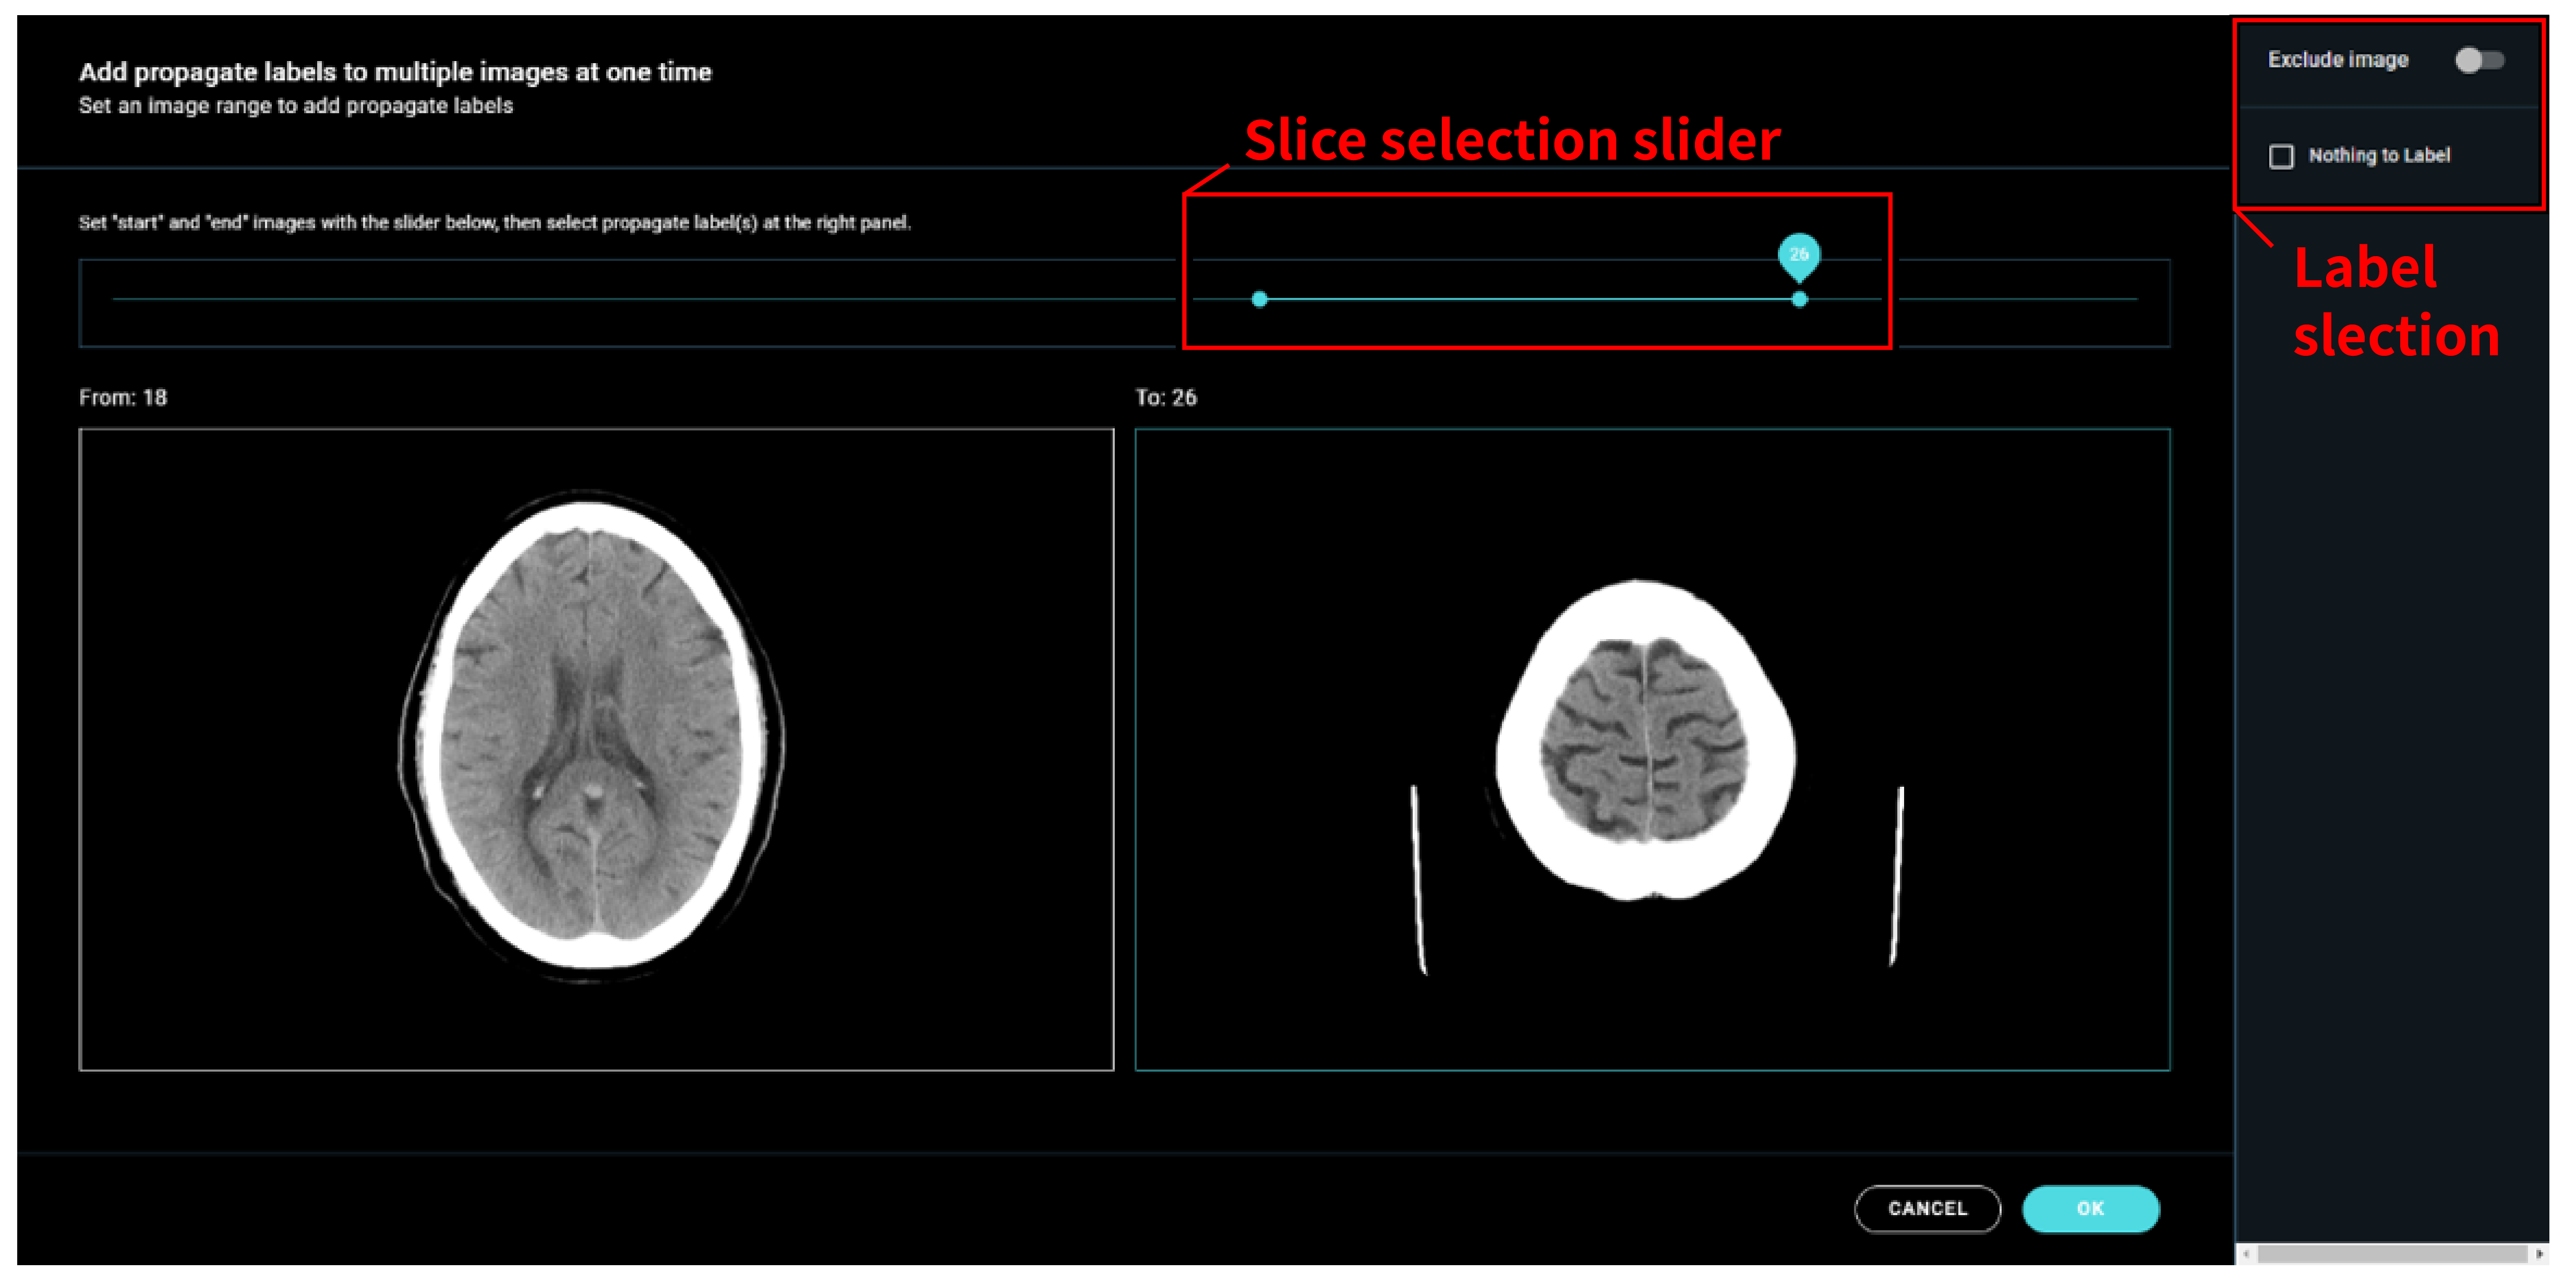 Add propagate labels to multiple images at one time
Set an image range to add propagate labels
Exclude image
Nothing to Label
Slice selection slider
Label
slection
Set "start" and "end" images with the slider below, then select propagate label(s) at the right panel.
26
From: 18
To: 26
CANCEL
OK